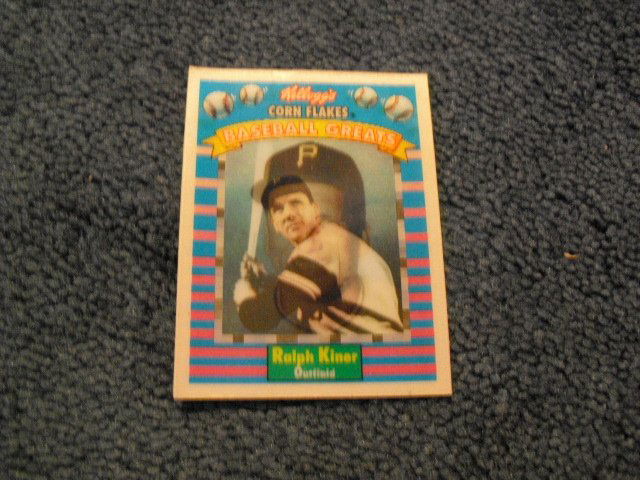 Kellogg's
CORN FLAKES
BASEBALL GREATS
P
Ralph Kiner
Outfield